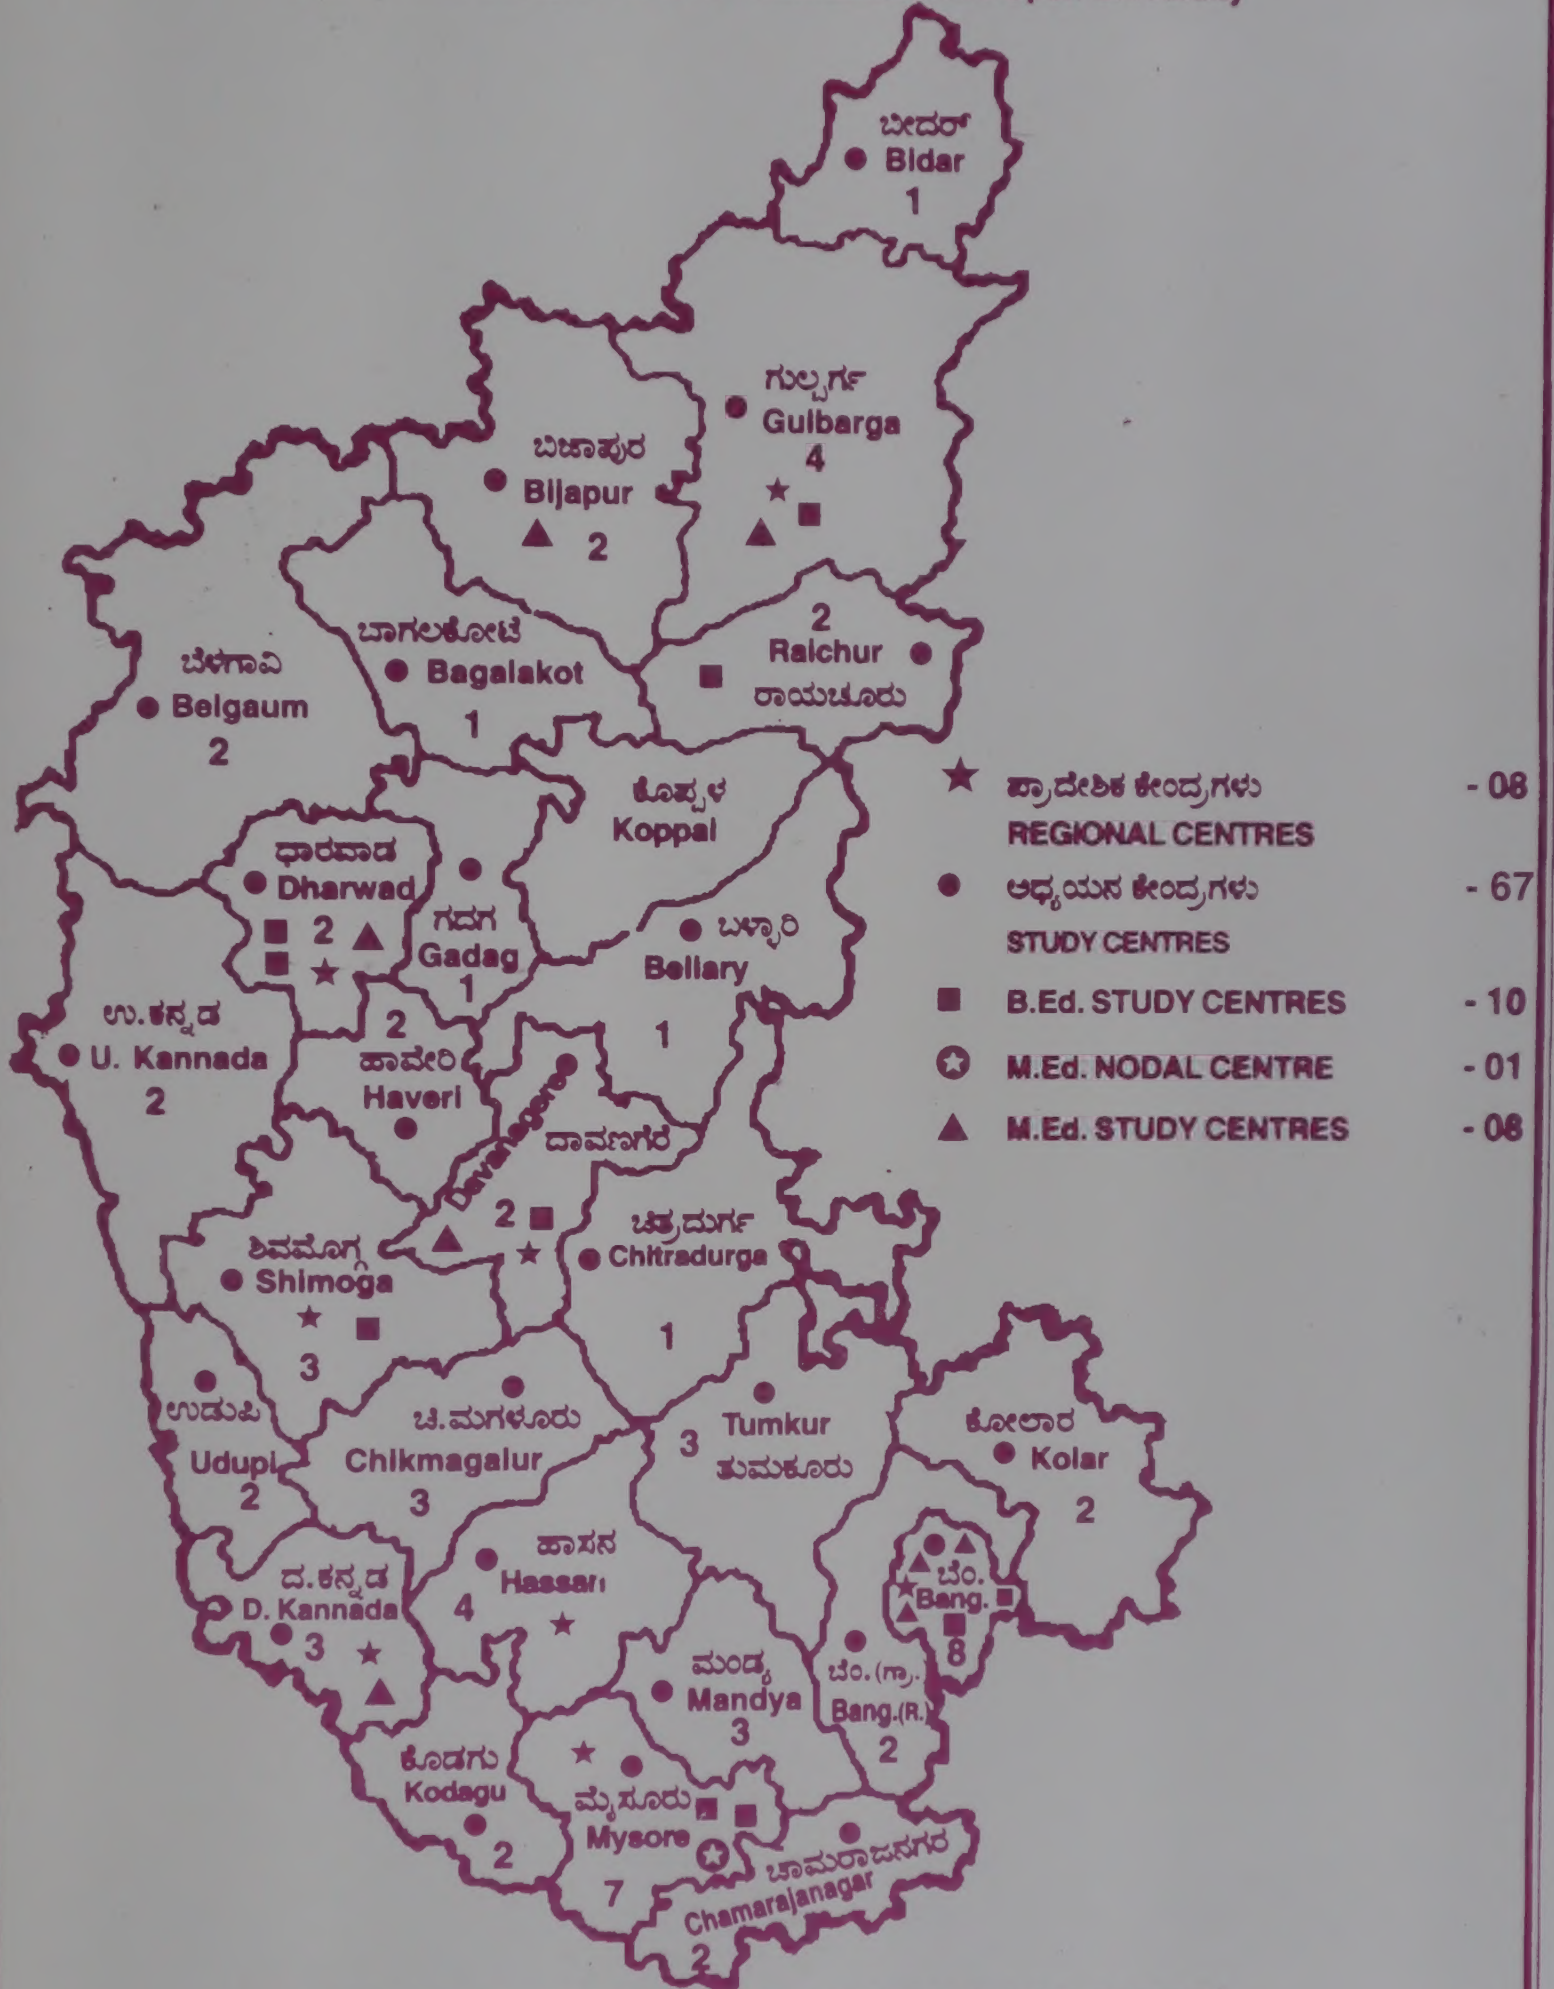 ಬೀದರ್
Bidar
1
ಗುಲ್ಬರ್ಗ
Gulbarga
4
ಬಿಜಾಪುರ
Bijapur
2
2
Raichur
ರಾಯಚೂರು
ಬಾಗಲಕೋಟೆ
Bagalakot
1
ಬೆಳಗಾವಿ
Belgaum
2
ಕೊಪ್ಪಳ
Koppal
ಪ್ರಾದೇಶಿಕ ಕೇಂದ್ರಗಳು - 08
REGIONAL CENTRES
ಅಧ್ಯಯನ ಕೇಂದ್ರಗಳು - 67
STUDY CENTRES
B.Ed. STUDY CENTRES - 10
M.Ed. NODAL CENTRE - 01
M.Ed. STUDY CENTRES - 08
ಧಾರವಾಡ
Dharwad
2
ಗದಗ
Gadag
1
ಬಳ್ಳಾರಿ
Bellary
1
ಉ.ಕನ್ನಡ
U. Kannada
2
2
ಹಾವೇರಿ
Haveri
Davanagere
ದಾವಣಗೆರೆ
2
ಚಿತ್ರದುರ್ಗ
Chitradurga
1
ಶಿವಮೊಗ್ಗ
Shimoga
3
ಉಡುಪಿ
Udupi
2
ಚಿ.ಮಗಳೂರು
Chikmagalur
3
Tumkur
3
ತುಮಕೂರು
ಕೋಲಾರ
Kolar
2
ಹಾಸನ
Hassan
4
ಬೆಂ.
Bang.
8
ದ.ಕನ್ನಡ
D. Kannada
3
ಮಂಡ್ಯ
Mandya
3
ಬೆಂ.(ಗ್ರಾ.)
Bang.(R.)
2
ಕೊಡಗು
Kodagu
2
ಮೈಸೂರು
Mysore
7
ಚಾಮರಾಜನಗರ
Chamarajanagar
2